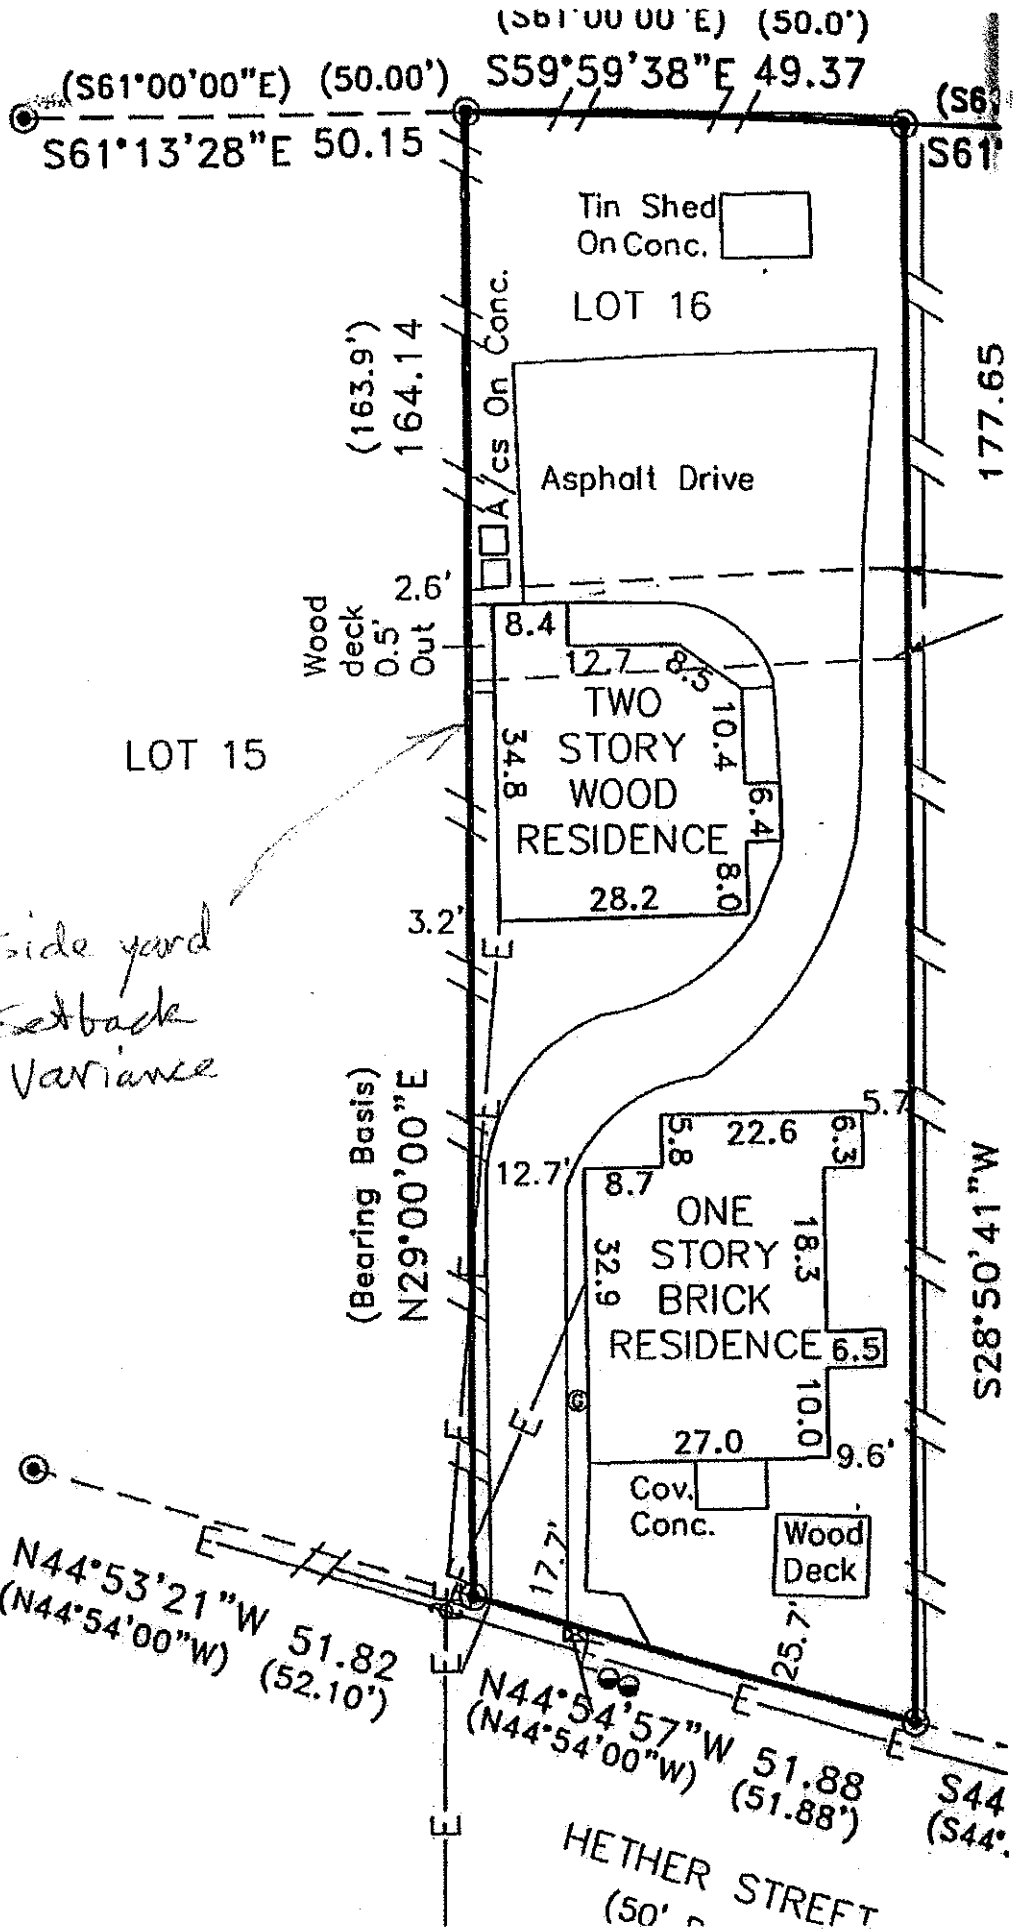 (S61°00'00"E) (50.0')
(S61°00'00"E) (50.00')
S59°59'38"E 49.37
S61°13'28"E 50.15
(S6
S61°
Tin Shed
On Conc.
LOT 16
(163.9')
164.14
A/cs On Conc.
177.65
Asphalt Drive
2.6'
Wood
deck
0.5'
Out
8.4
12.7
8.5
TWO
STORY
WOOD
RESIDENCE
10.4
34.8
6.4
8.0
28.2
LOT 15
3.2'
E
side yard
setback
variance
(Bearing Basis)
N29°00'00"E
E
5.7'
5.8
22.6
6.3
12.7'
8.7
ONE
STORY
BRICK
RESIDENCE
32.9
18.3
6.5
10.0
S28°50'41"W
E
G
E
E
27.0
9.6'
Cov.
Conc.
Wood
Deck
17.7'
25.7'
E
N44°53'21"W 51.82
(N44°54'00"W) (52.10')
E
E
E
E
N44°54'57"W 51.88
(N44°54'00"W) (51.88')
E
E
S44
(S44°
E
HETHER STREET
(50'